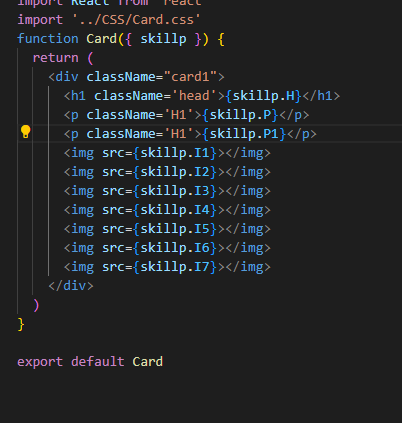 import React from 'react'
import '../CSS/Card.css'
function Card({ skillp }) {
  return (
    <div className="card1">
      <h1 className='head'>{skillp.H}</h1>
      <p className='H1'>{skillp.P}</p>
      <p className='H1'>{skillp.P1}</p>
      <img src={skillp.I1}></img>
      <img src={skillp.I2}></img>
      <img src={skillp.I3}></img>
      <img src={skillp.I4}></img>
      <img src={skillp.I5}></img>
      <img src={skillp.I6}></img>
      <img src={skillp.I7}></img>
    </div>
  )
}

export default Card